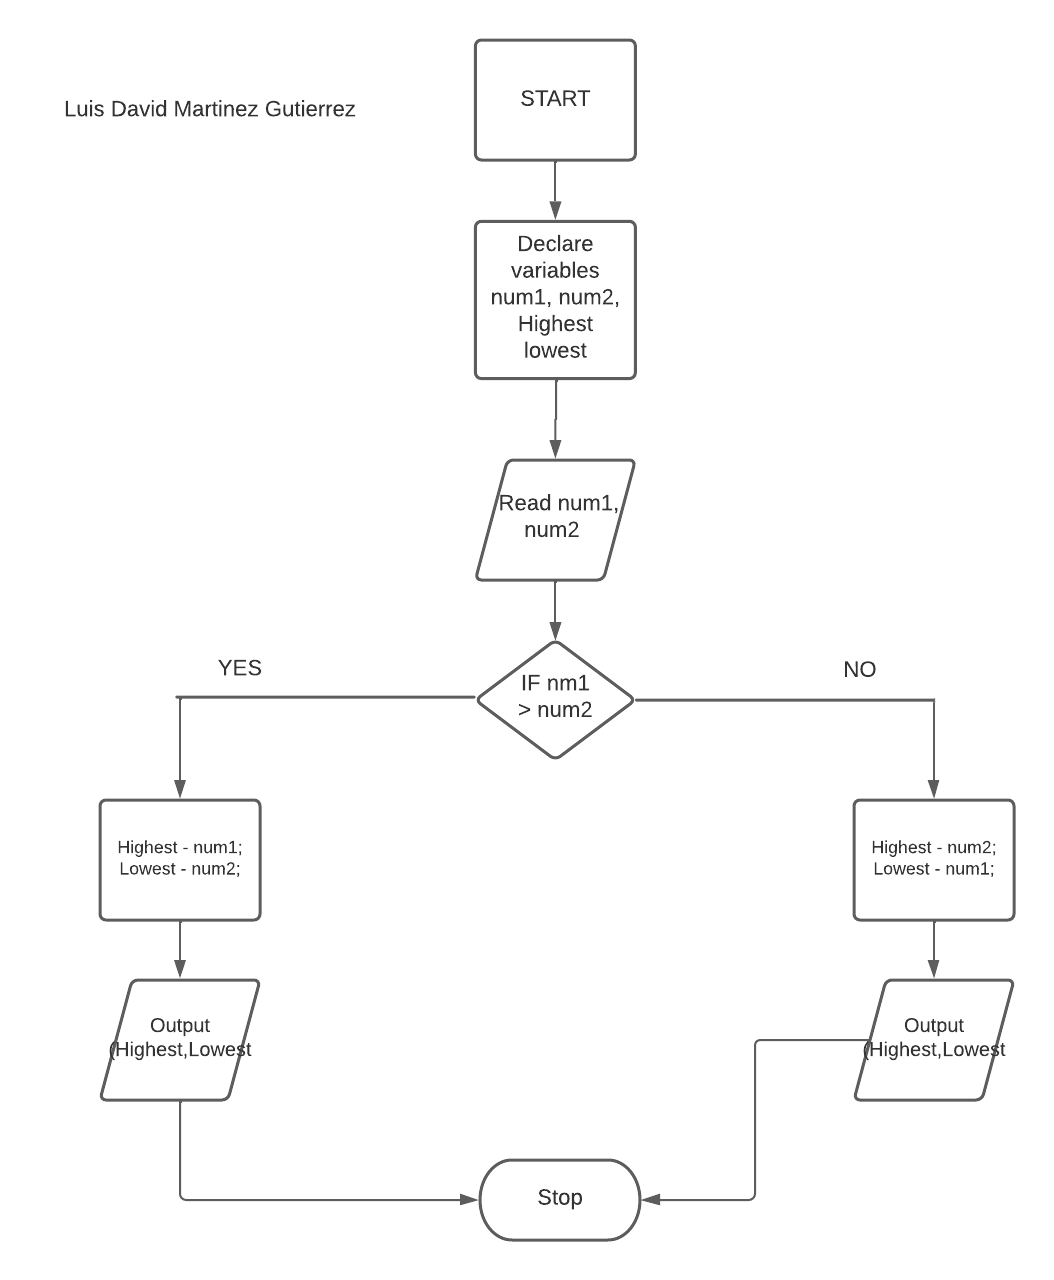 START
Luis David Martinez Gutierrez
Declare
variables
num1, num2,
Highest
lowest
Read num1,
num2
YES
NO
IF nm1
> num2
Highest - num1;
Lowest - num2;
Highest - num2;
Lowest - num1;
Output
(Highest,Lowest
Output
(Highest,Lowest
Stop